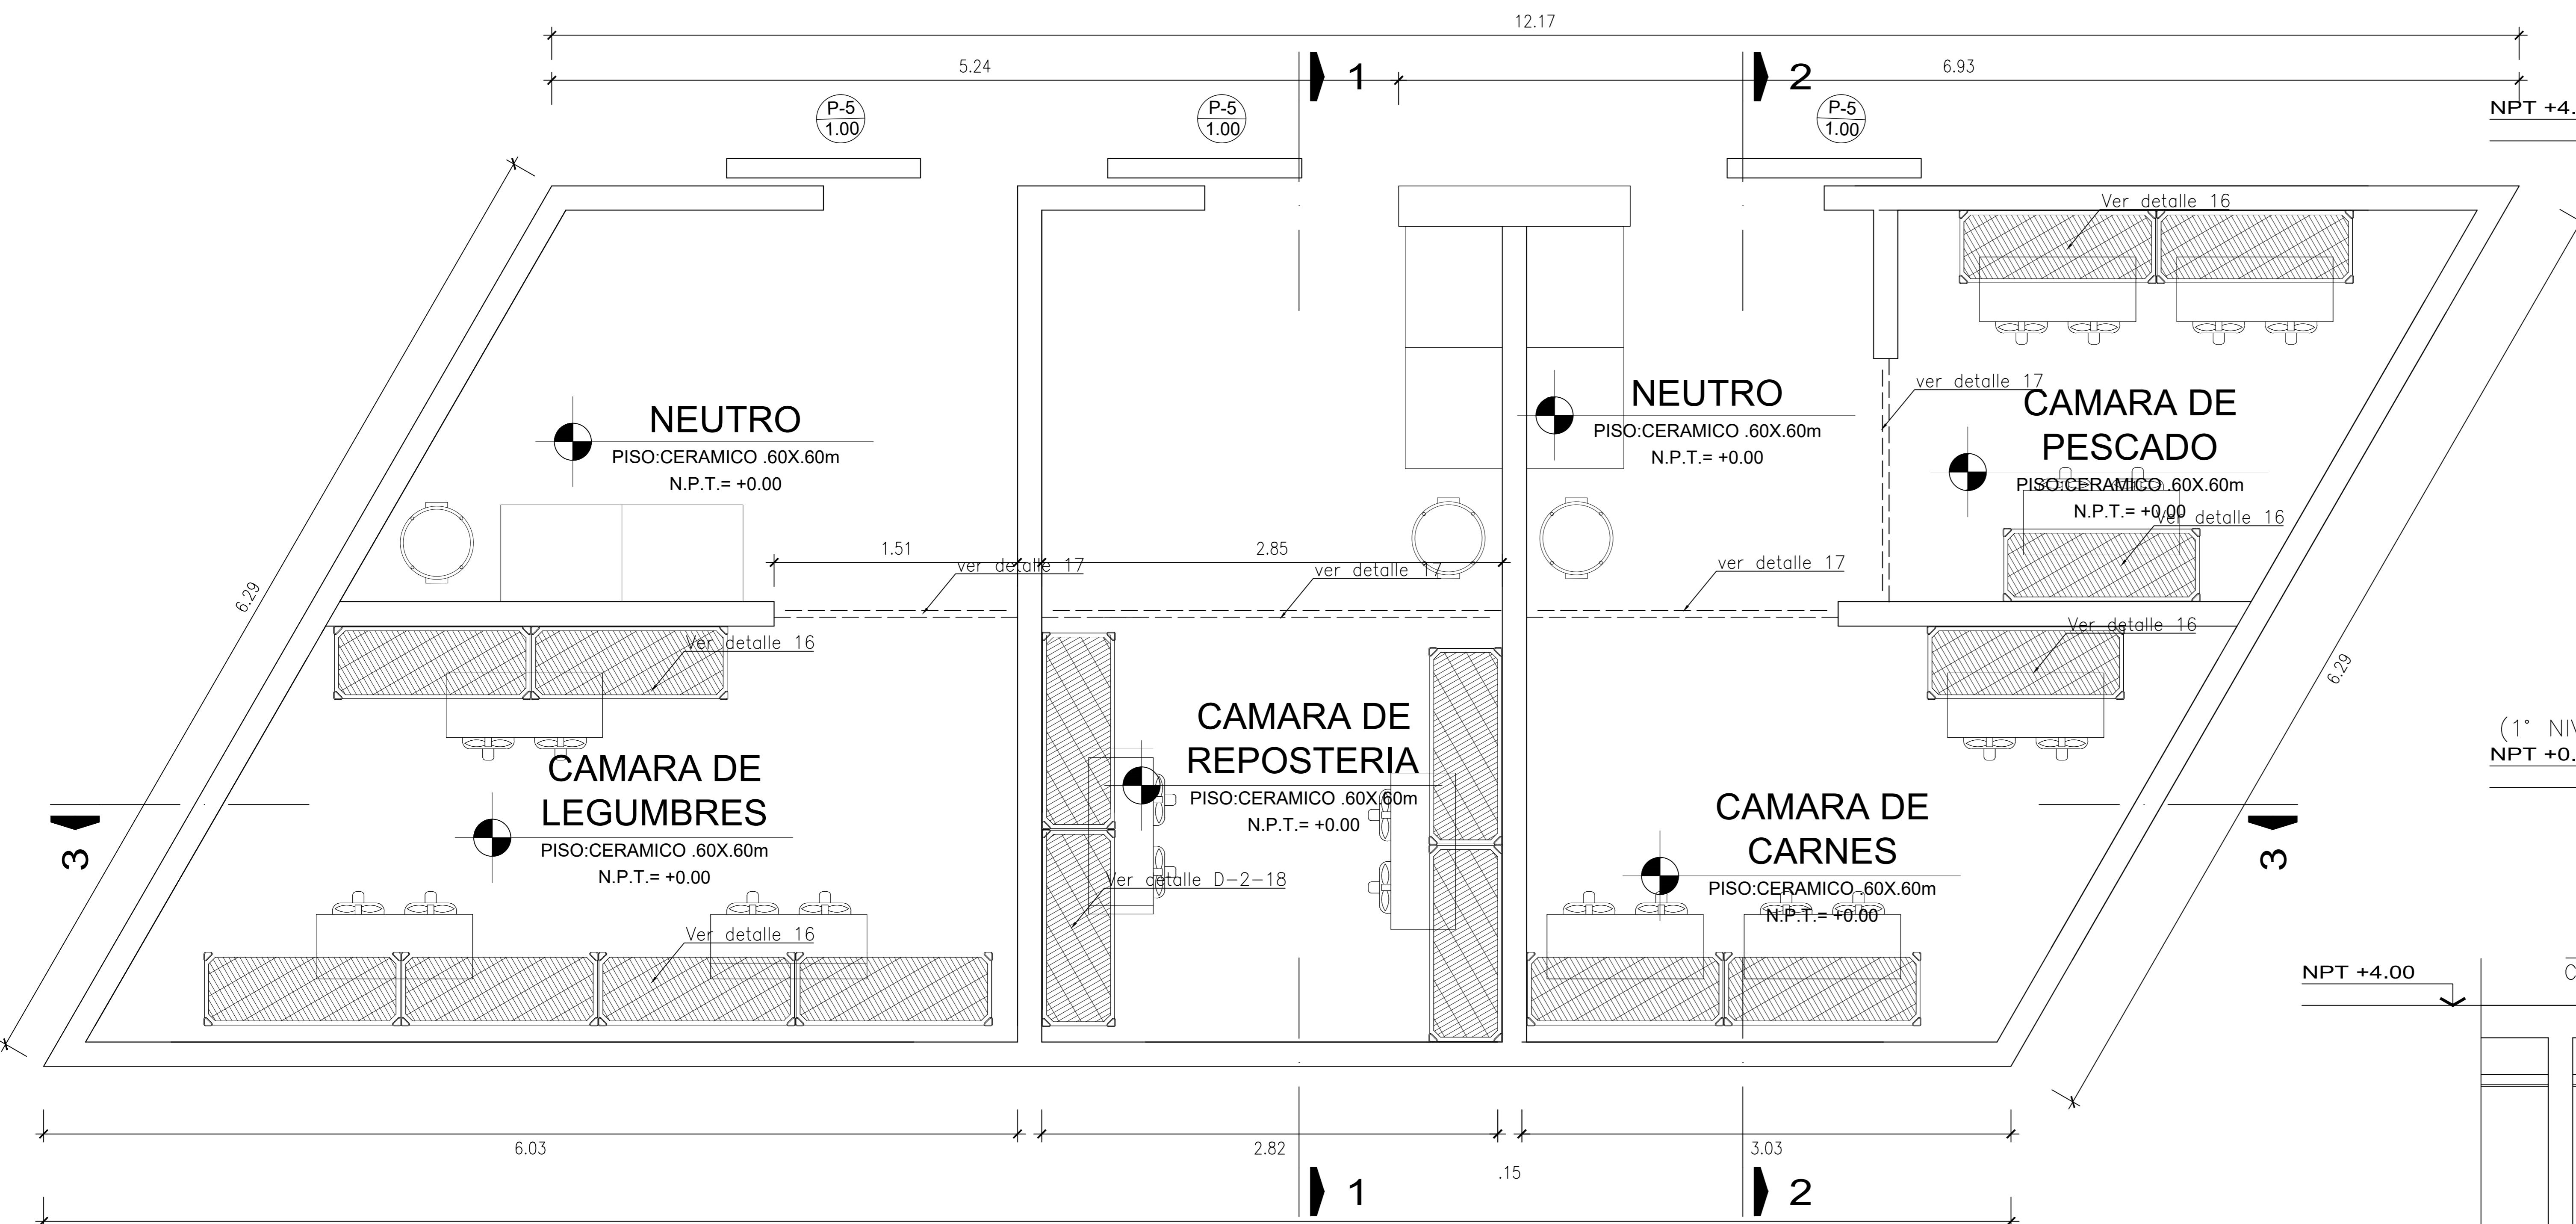 12.17
5.24
6.93
1
2
P-5
1.00
P-5
1.00
P-5
1.00
NPT +4.
Ver detalle 16
ver detalle 17
NEUTRO
PISO:CERAMICO .60X.60m
N.P.T.= +0.00
NEUTRO
PISO:CERAMICO .60X.60m
N.P.T.= +0.00
CAMARA DE
PESCADO
PISO:CERAMICO .60X.60m
N.P.T.= +0.00
Ver detalle 16
6.29
1.51
2.85
ver detalle 17
ver detalle 17
ver detalle 17
Ver detalle 16
Ver detalle 16
6.29
CAMARA DE
LEGUMBRES
PISO:CERAMICO .60X.60m
N.P.T.= +0.00
CAMARA DE
REPOSTERIA
PISO:CERAMICO .60X.60m
N.P.T.= +0.00
CAMARA DE
CARNES
PISO:CERAMICO .60X.60m
N.P.T.= +0.00
(1° NIV
NPT +0.
3
3
Ver detalle D-2-18
Ver detalle 16
NPT +4.00
C
6.03
2.82
3.03
.15
1
2